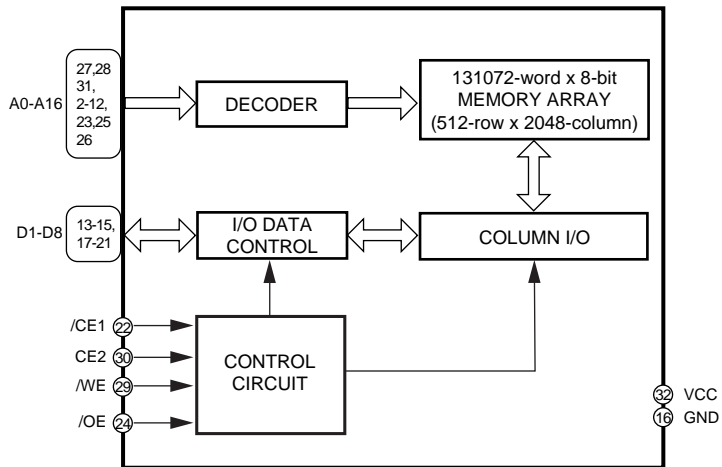 A0-A16
27,28
31,
2-12,
23,25
26
DECODER
131072-word x 8-bit
MEMORY ARRAY
(512-row x 2048-column)
D1-D8
13-15,
17-21
I/O DATA
CONTROL
COLUMN I/O
/CE1 22
CE2 30
/WE 29
/OE 24
CONTROL
CIRCUIT
32 VCC
16 GND